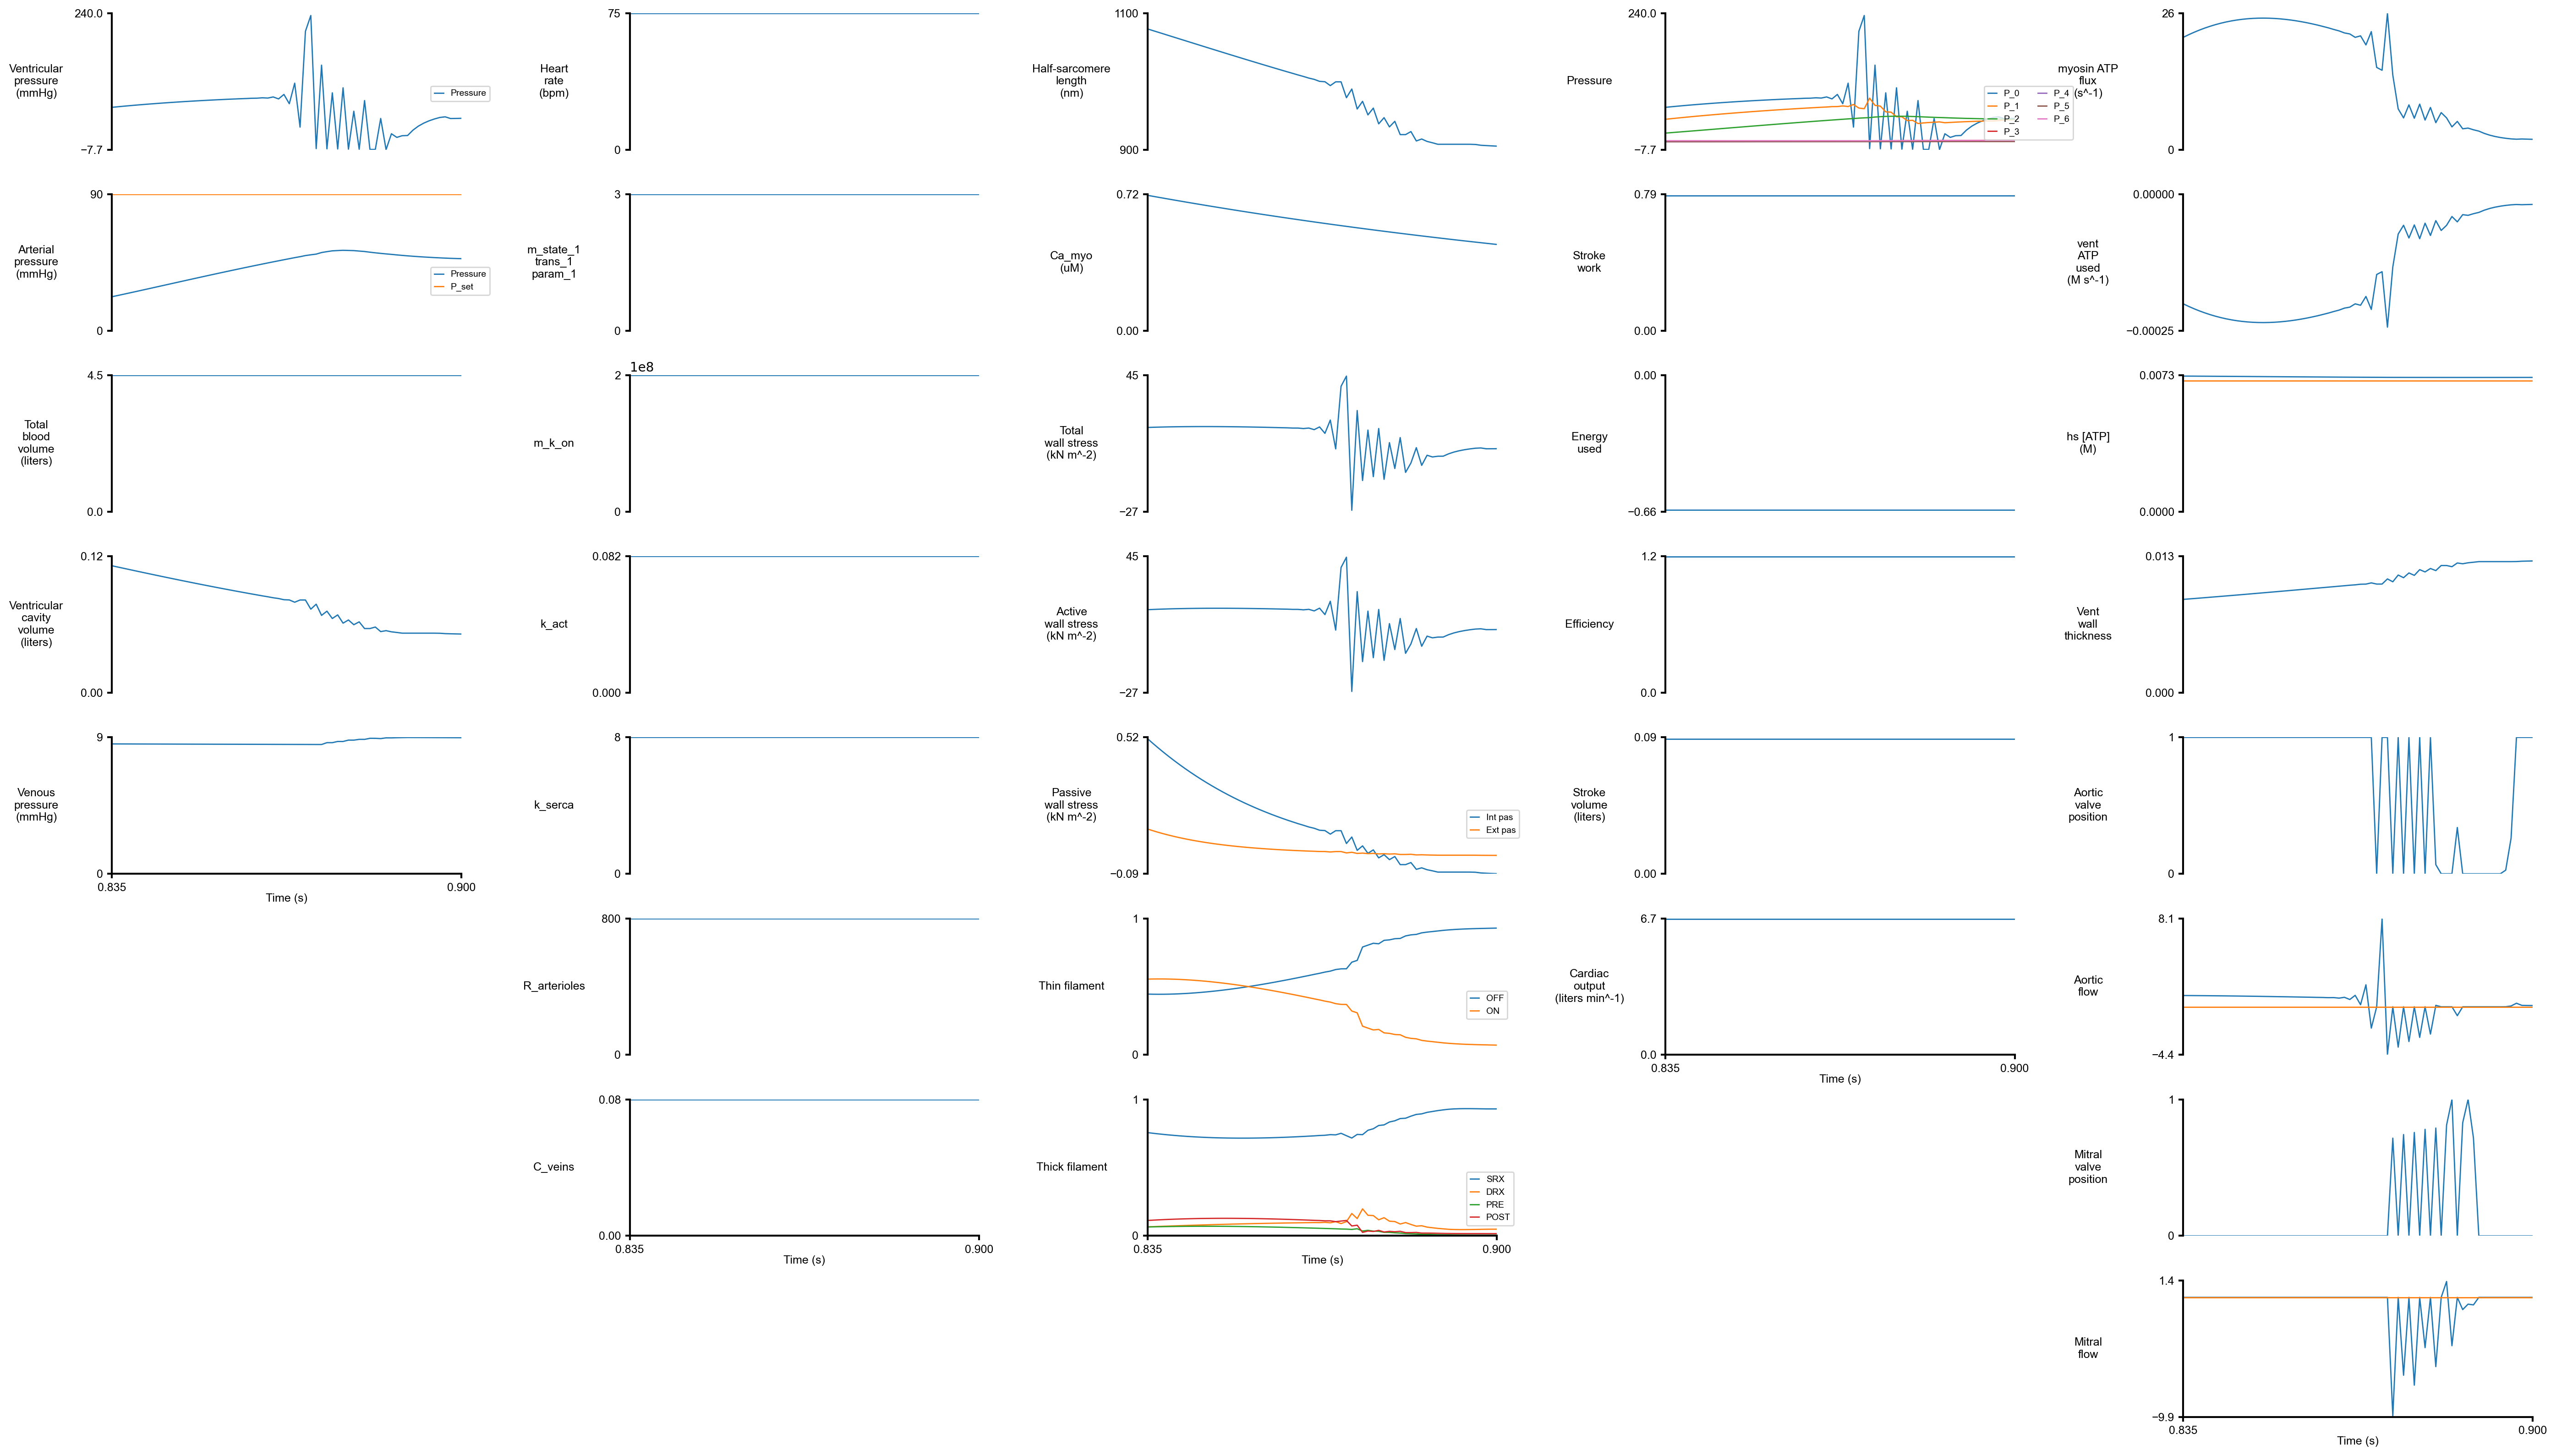 240.0
Ventricular
pressure
(mmHg)
Pressure
−7.7
75
Heart
rate
(bpm)
0
1100
Half-sarcomere
length
(nm)
900
240.0
Pressure
P_0
P_1
P_2
P_3
P_4
P_5
P_6
−7.7
26
myosin ATP
flux
(s^-1)
0
90
Arterial
pressure
(mmHg)
Pressure
P_set
0
3
m_state_1
trans_1
param_1
0
0.72
Ca_myo
(uM)
0.00
0.79
Stroke
work
0.00
0.00000
vent
ATP
used
(M s^-1)
−0.00025
4.5
Total
blood
volume
(liters)
0.0
1e8
2
m_k_on
0
45
Total
wall stress
(kN m^-2)
−27
0.00
Energy
used
−0.66
0.0073
hs [ATP]
(M)
0.0000
0.12
Ventricular
cavity
volume
(liters)
0.00
0.082
k_act
0.000
45
Active
wall stress
(kN m^-2)
−27
1.2
Efficiency
0.0
0.013
Vent
wall
thickness
0.000
9
Venous
pressure
(mmHg)
0
0.835
0.900
Time (s)
8
k_serca
0
0.52
Passive
wall stress
(kN m^-2)
Int pas
Ext pas
−0.09
0.09
Stroke
volume
(liters)
0.00
1
Aortic
valve
position
0
800
R_arterioles
0
1
Thin filament
OFF
ON
0
6.7
Cardiac
output
(liters min^-1)
0.0
0.835
0.900
Time (s)
8.1
Aortic
flow
−4.4
0.08
C_veins
0.00
0.835
0.900
Time (s)
1
Thick filament
SRX
DRX
PRE
POST
0
0.835
0.900
Time (s)
1
Mitral
valve
position
0
1.4
Mitral
flow
−9.9
0.835
0.900
Time (s)